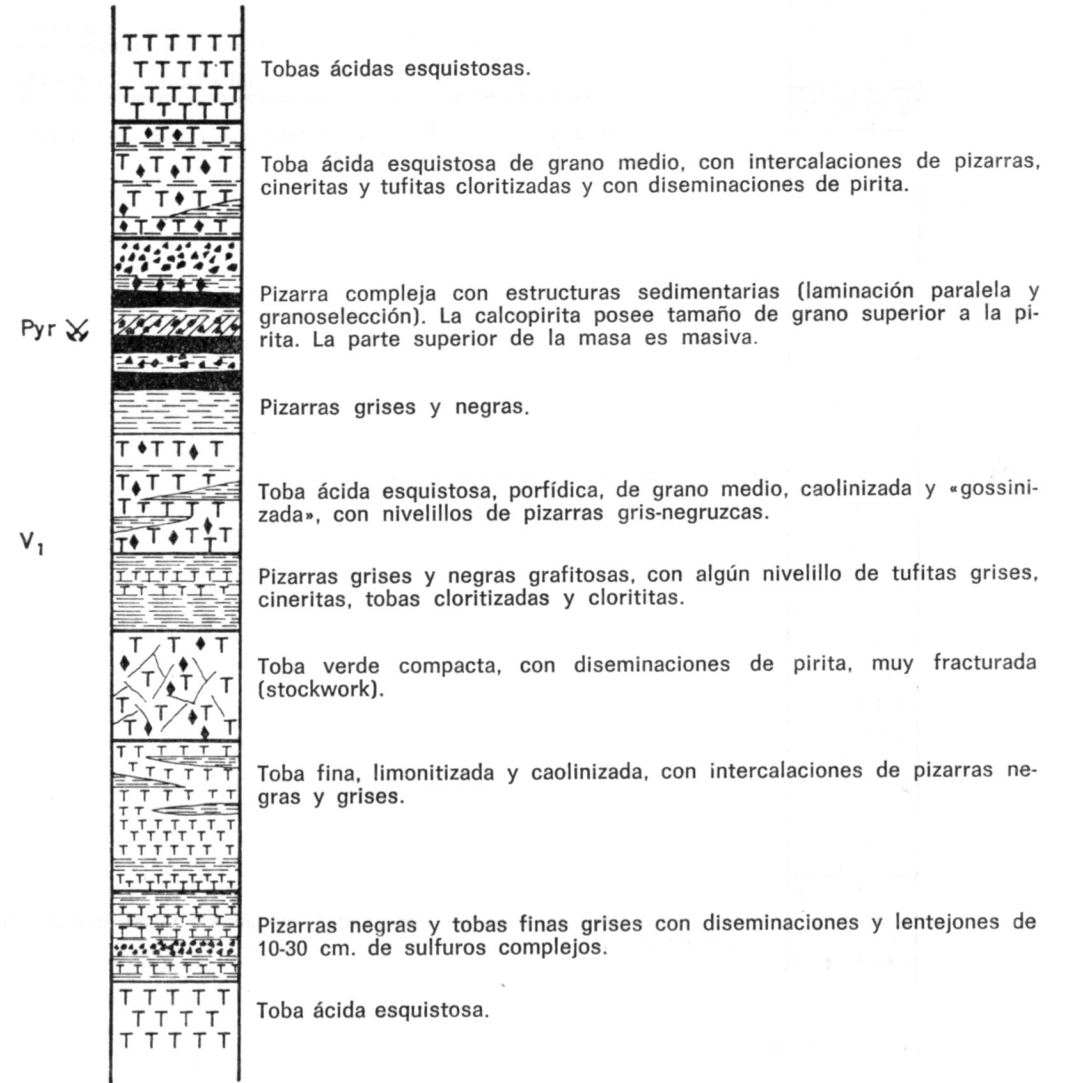 Tobas ácidas esquistosas.
Toba ácida esquistosa de grano medio, con intercalaciones de pizarras,
cineritas y tufitas cloritizadas y con diseminaciones de pirita.
Pizarra compleja con estructuras sedimentarias (laminación paralela y
granoselección). La calcopirita posee tamaño de grano superior a la pi-
rita. La parte superior de la masa es masiva.
Pyr
Pizarras grises y negras.
Toba ácida esquistosa, porfídica, de grano medio, caolinizada y «gossini-
zada», con nivelillos de pizarras gris-negruzcas.
V₁
Pizarras grises y negras grafitosas, con algún nivelillo de tufitas grises,
cineritas, tobas cloritizadas y clorititas.
Toba verde compacta, con diseminaciones de pirita, muy fracturada
(stockwork).
Toba fina, limonitizada y caolinizada, con intercalaciones de pizarras ne-
gras y grises.
Pizarras negras y tobas finas grises con diseminaciones y lentejones de
10-30 cm. de sulfuros complejos.
Toba ácida esquistosa.